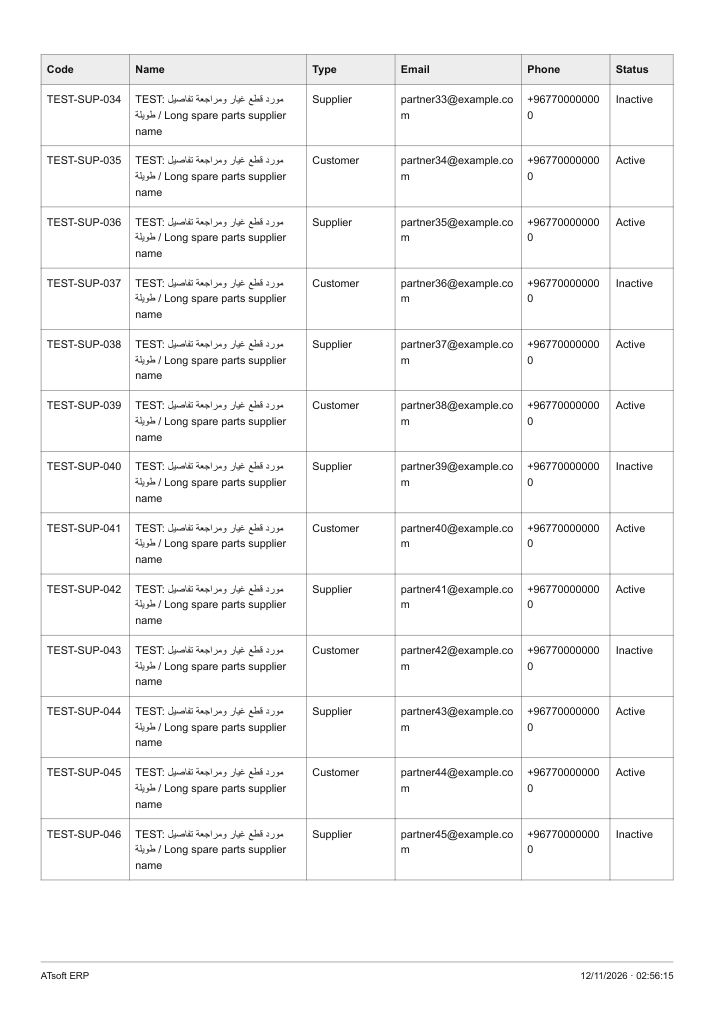 Code Name Type Email Phone Status
TEST-SUP-034 TEST: مورد قطع غيار ومراجعة تفاصيل Supplier partner33@example.co +96770000000 Inactive
طويلة / Long spare parts supplier m 0
name
TEST-SUP-035 TEST: مورد قطع غيار ومراجعة تفاصيل Customer partner34@example.co +96770000000 Active
طويلة / Long spare parts supplier m 0
name
TEST-SUP-036 TEST: مورد قطع غيار ومراجعة تفاصيل Supplier partner35@example.co +96770000000 Active
طويلة / Long spare parts supplier m 0
name
TEST-SUP-037 TEST: مورد قطع غيار ومراجعة تفاصيل Customer partner36@example.co +96770000000 Inactive
طويلة / Long spare parts supplier m 0
name
TEST-SUP-038 TEST: مورد قطع غيار ومراجعة تفاصيل Supplier partner37@example.co +96770000000 Active
طويلة / Long spare parts supplier m 0
name
TEST-SUP-039 TEST: مورد قطع غيار ومراجعة تفاصيل Customer partner38@example.co +96770000000 Active
طويلة / Long spare parts supplier m 0
name
TEST-SUP-040 TEST: مورد قطع غيار ومراجعة تفاصيل Supplier partner39@example.co +96770000000 Inactive
طويلة / Long spare parts supplier m 0
name
TEST-SUP-041 TEST: مورد قطع غيار ومراجعة تفاصيل Customer partner40@example.co +96770000000 Active
طويلة / Long spare parts supplier m 0
name
TEST-SUP-042 TEST: مورد قطع غيار ومراجعة تفاصيل Supplier partner41@example.co +96770000000 Active
طويلة / Long spare parts supplier m 0
name
TEST-SUP-043 TEST: مورد قطع غيار ومراجعة تفاصيل Customer partner42@example.co +96770000000 Inactive
طويلة / Long spare parts supplier m 0
name
TEST-SUP-044 TEST: مورد قطع غيار ومراجعة تفاصيل Supplier partner43@example.co +96770000000 Active
طويلة / Long spare parts supplier m 0
name
TEST-SUP-045 TEST: مورد قطع غيار ومراجعة تفاصيل Customer partner44@example.co +96770000000 Active
طويلة / Long spare parts supplier m 0
name
TEST-SUP-046 TEST: مورد قطع غيار ومراجعة تفاصيل Supplier partner45@example.co +96770000000 Inactive
طويلة / Long spare parts supplier m 0
name
ATsoft ERP 12/11/2026 · 02:56:15